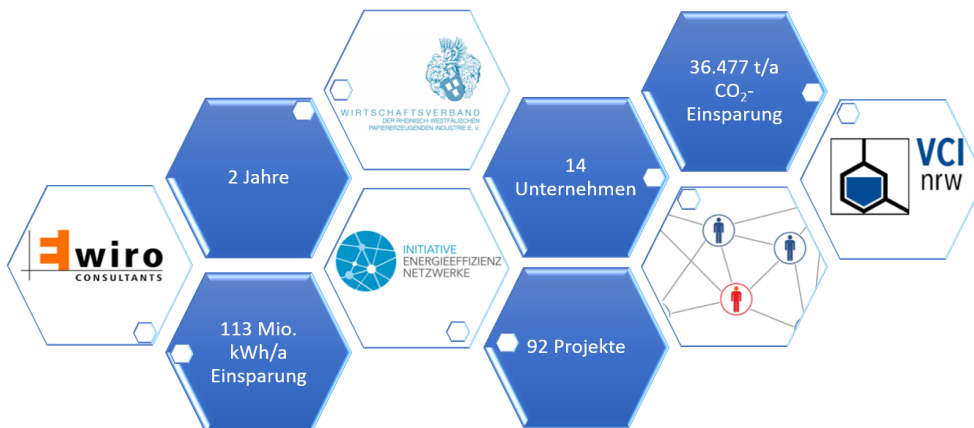 WIRTSCHAFTSVERBAND
DER RHEINISCH-WESTFÄLISCHEN
PAPIERERZEUGENDEN INDUSTRIE E. V.
36.477 t/a
CO₂-
Einsparung
2 Jahre
14
Unternehmen
VCI
nrw
Ewiro
CONSULTANTS
INITIATIVE
ENERGIEEFFIZIENZ
NETZWERKE
113 Mio.
kWh/a
Einsparung
92 Projekte